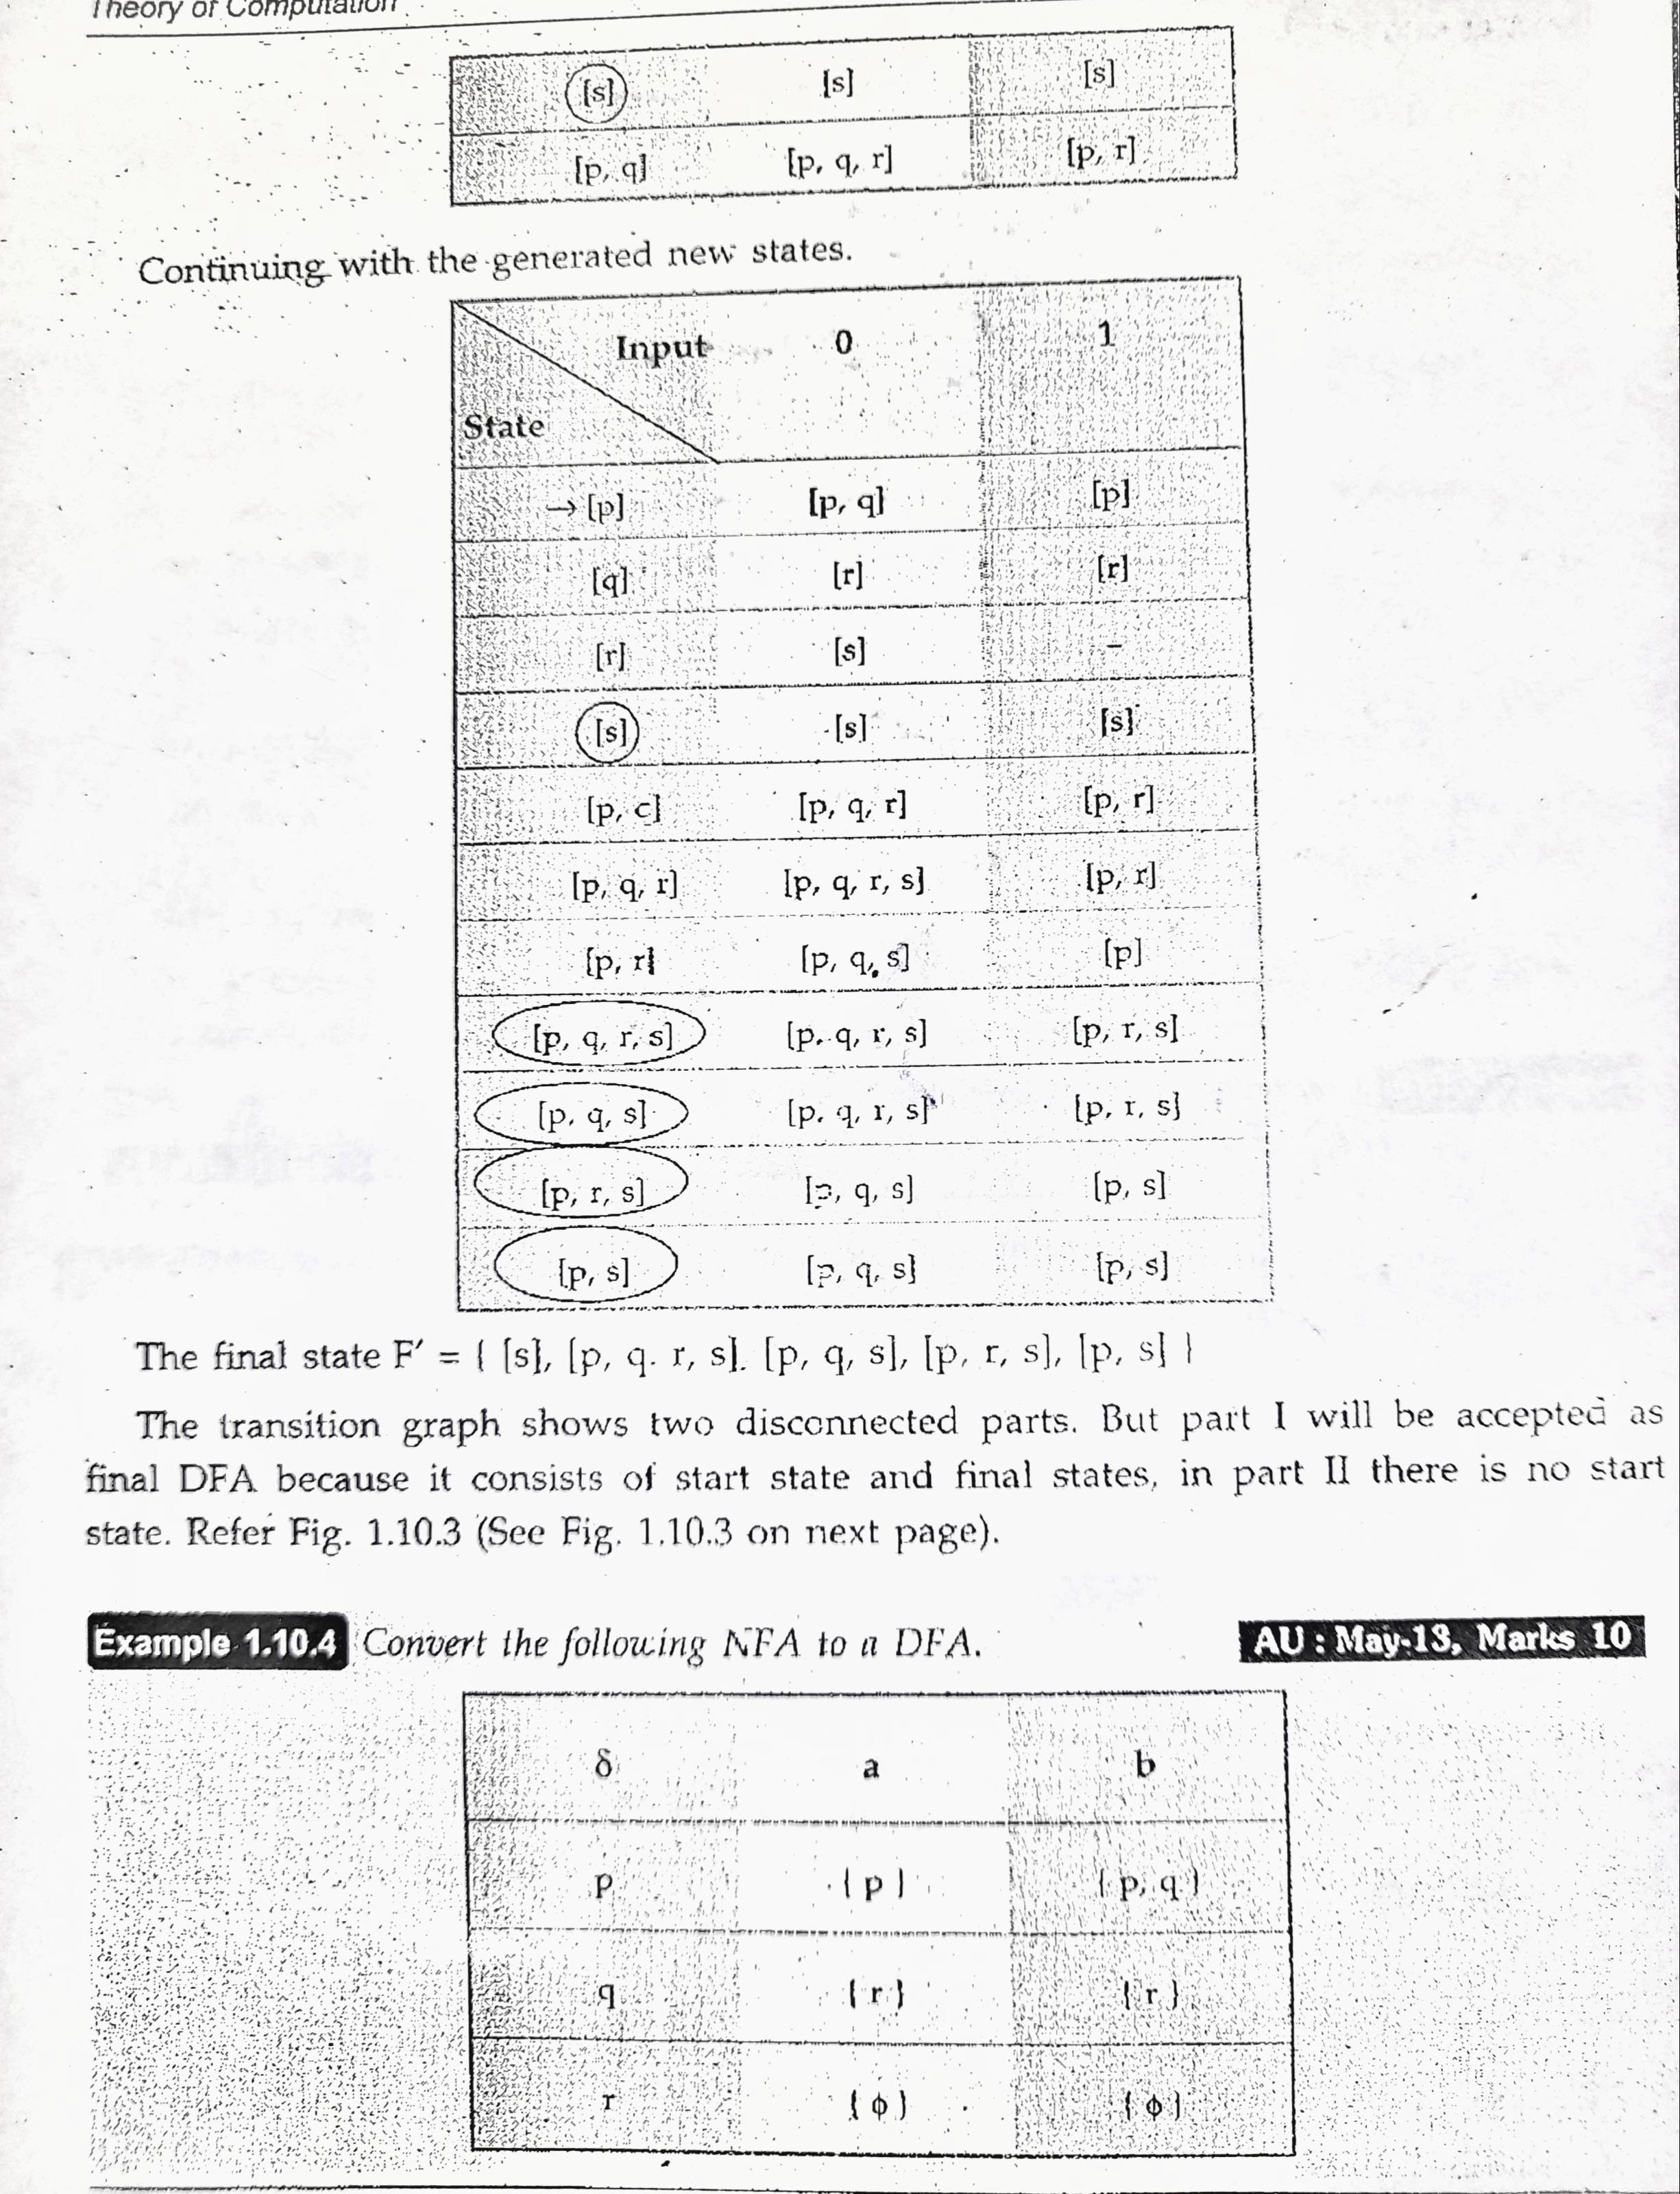 Theory of Computation
[s] [s] [s]
[p, q] [p, q, r] [p, r]
Continuing with the generated new states.
Input 0 1
State
→ [p] [p, q] [p]
[q] [r] [r]
[r] [s] –
[s] [s] [s]
[p, c] [p, q, r] [p, r]
[p, q, r] [p, q, r, s] [p, r]
[p, r] [p, q, s] [p]
[p, q, r, s] [p, q, r, s] [p, r, s]
[p, q, s] [p, q, r, s] [p, r, s]
[p, r, s] [p, q, s] [p, s]
[p, s] [p, q, s] [p, s]
The final state F′ = { [s], [p, q. r, s]. [p, q, s], [p, r, s], [p, s] }
The transition graph shows two disconnected parts. But part I will be accepted as
final DFA because it consists of start state and final states, in part II there is no start
state. Refer Fig. 1.10.3 (See Fig. 1.10.3 on next page).
Example 1.10.4 Convert the following NFA to a DFA. AU : May-13, Marks 10
δ a b
p { p } { p, q }
q { r } { r }
r { ϕ } { ϕ }